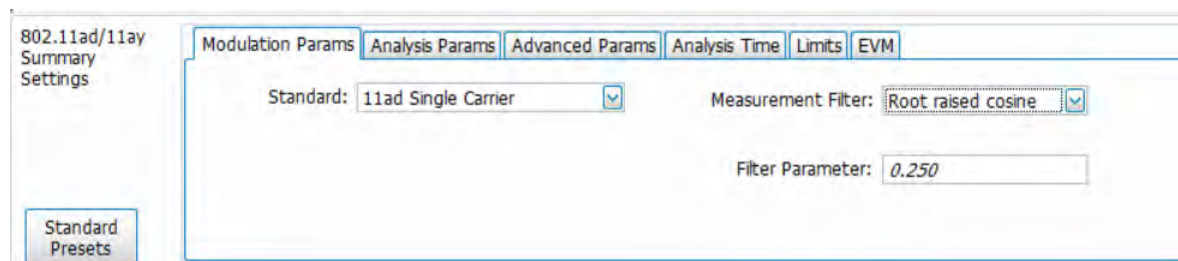 802.11ad/11ay
Summary
Settings
Modulation Params Analysis Params Advanced Params Analysis Time Limits EVM
Standard: 11ad Single Carrier Measurement Filter: Root raised cosine
Filter Parameter: 0.250
Standard
Presets